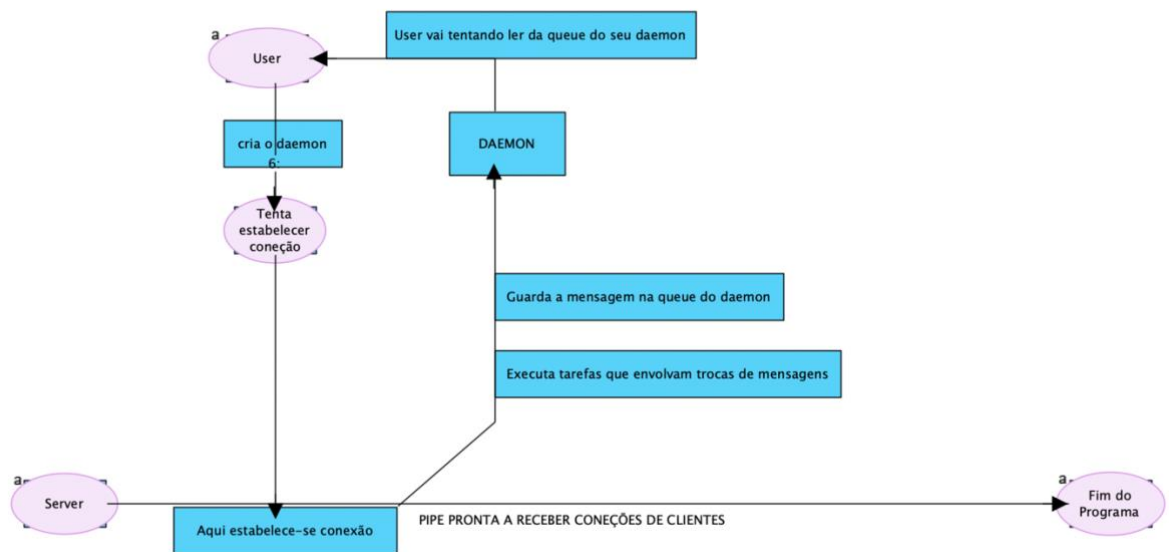 User vai tentando ler da queue do seu daemon
a
User
cria o daemon
6:
DAEMON
Tenta
estabelecer
coneção
Guarda a mensagem na queue do daemon
Executa tarefas que envolvam trocas de mensagens
a
Server
a
Fim do
Programa
PIPE PRONTA A RECEBER CONEÇÕES DE CLIENTES
Aqui estabelece-se conexão